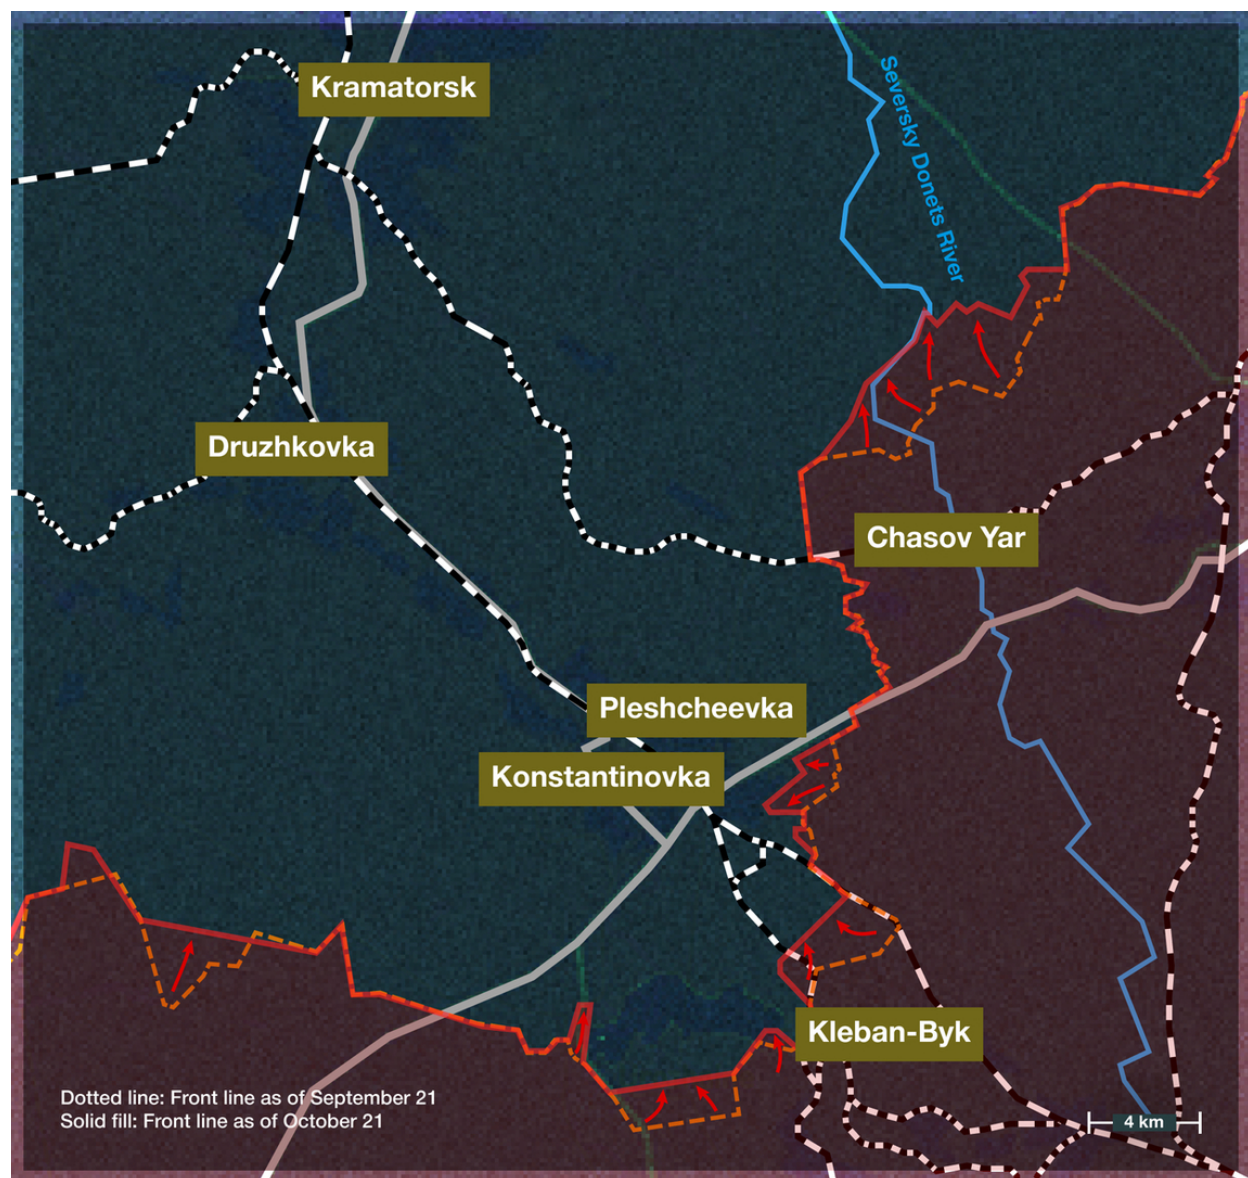 Kramatorsk
Seversky Donets River
Druzhkovka
Chasov Yar
Pleshcheevka
Konstantinovka
Kleban-Byk
Dotted line: Front line as of September 21
Solid fill: Front line as of October 21
4 km